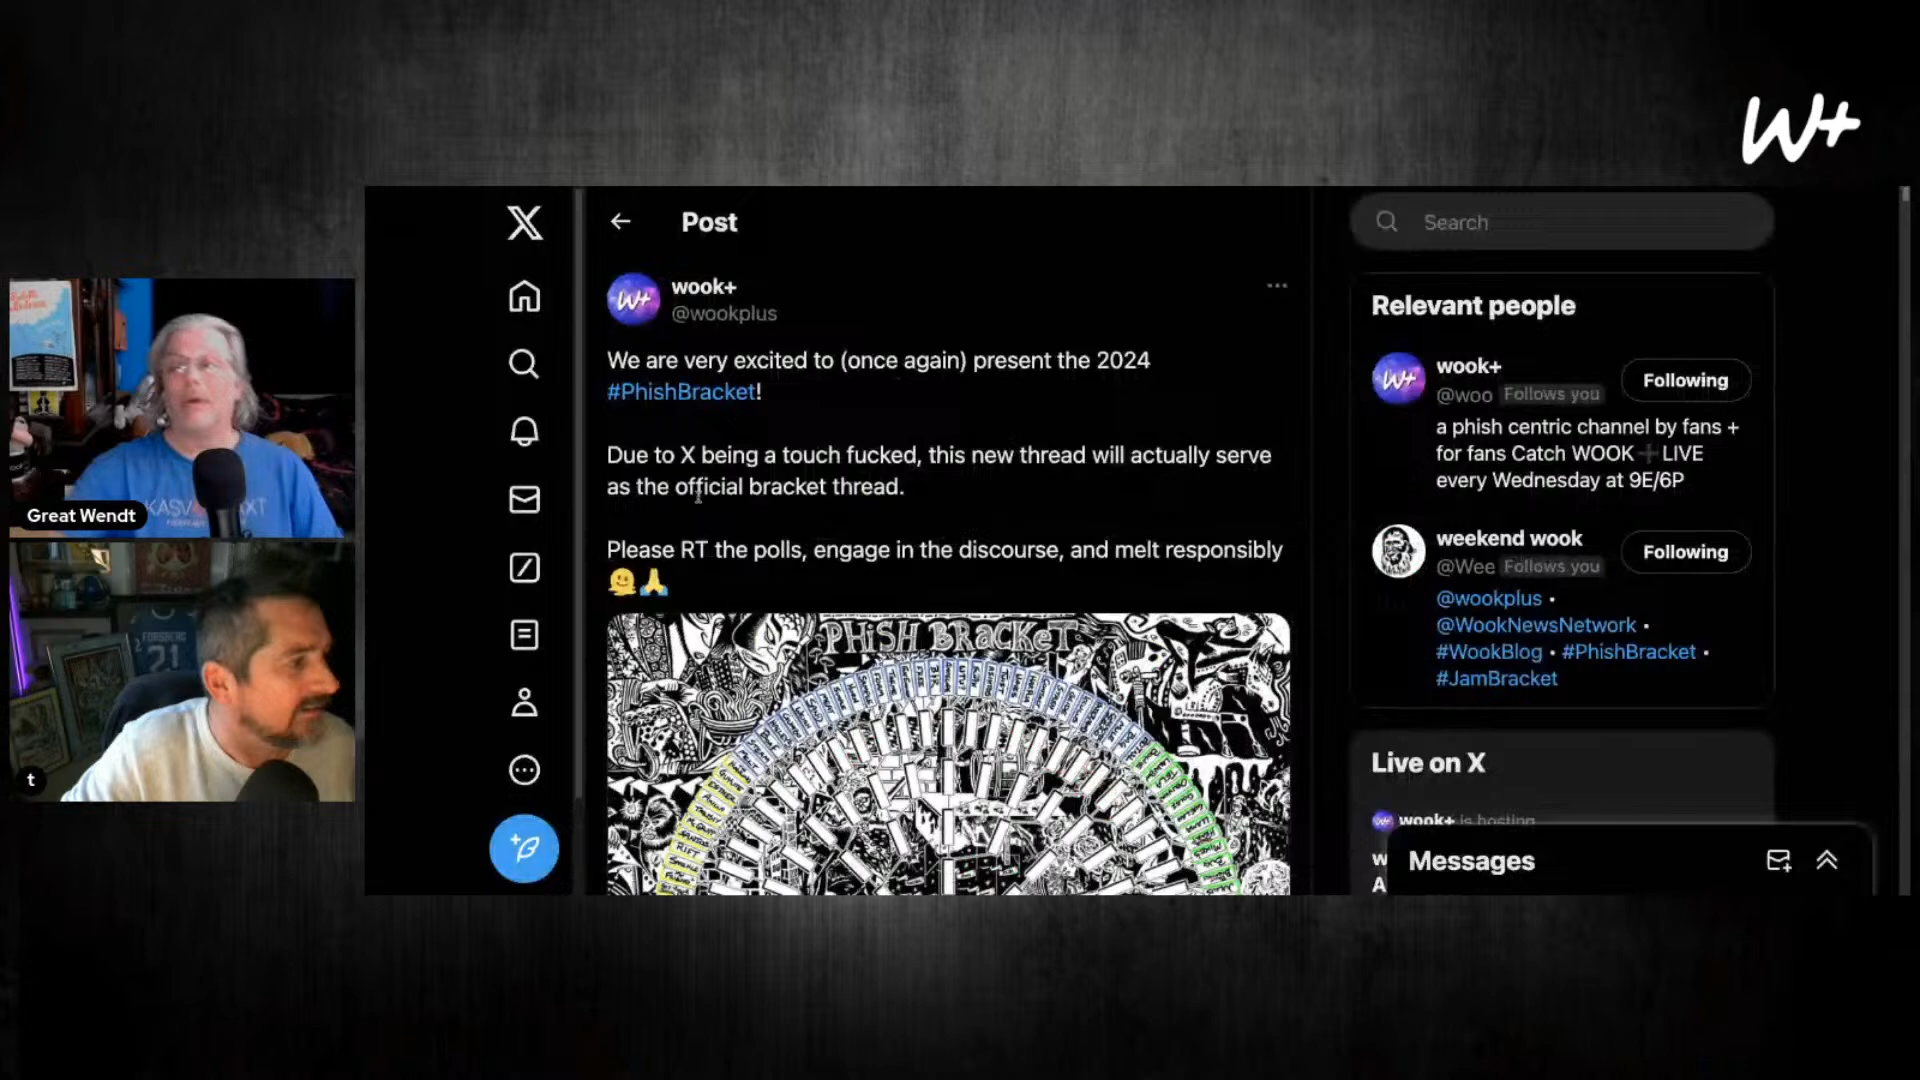 W+
Post
Search
W+
wook+
@wookplus
We are very excited to (once again) present the 2024
#PhishBracket!
Due to X being a touch fucked, this new thread will actually serve
as the official bracket thread.
Please RT the polls, engage in the discourse, and melt responsibly
🫠🙏
PHiSH BRacKeT
RIFT
Relevant people
W+
wook+
Following
@woo Follows you
a phish centric channel by fans +
for fans Catch WOOK➕LIVE
every Wednesday at 9E/6P
weekend wook
Following
@Wee Follows you
@wookplus •
@WookNewsNetwork •
#WookBlog • #PhishBracket •
#JamBracket
Live on X
wook+ is hosting
W
A
Messages
Great Wendt
FORSBERG
21
t